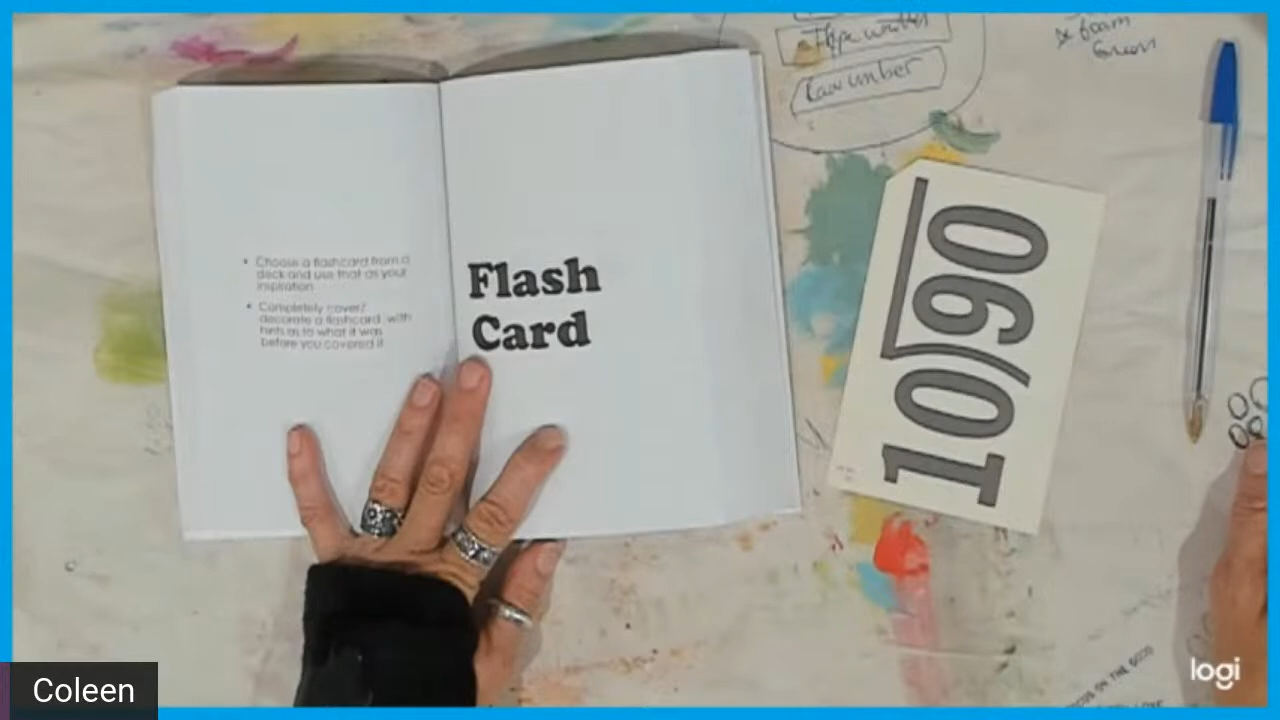 • Choose a flashcard from a
deck and use that as your
inspiration
• Completely cover/
decorate a flashcard with
hints as to what it was
before you covered it
Flash
Card
10)90
foam
logi
Coleen